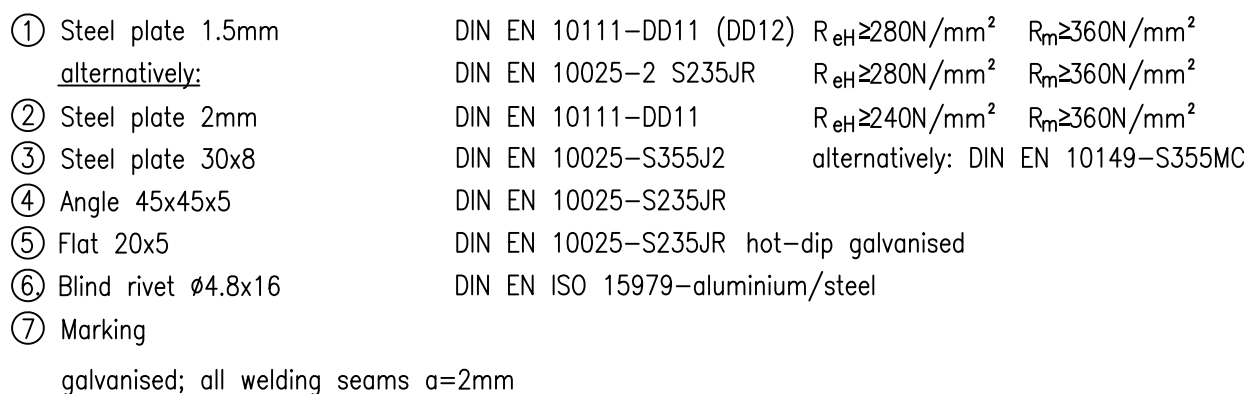 ① Steel plate 1.5mm DIN EN 10111-DD11 (DD12) ReH≥280N/mm² Rm≥360N/mm²
alternatively: DIN EN 10025-2 S235JR ReH≥280N/mm² Rm≥360N/mm²
② Steel plate 2mm DIN EN 10111-DD11 ReH≥240N/mm² Rm≥360N/mm²
③ Steel plate 30x8 DIN EN 10025-S355J2 alternatively: DIN EN 10149-S355MC
④ Angle 45x45x5 DIN EN 10025-S235JR
⑤ Flat 20x5 DIN EN 10025-S235JR hot-dip galvanised
⑥ Blind rivet ø4.8x16 DIN EN ISO 15979-aluminium/steel
⑦ Marking
galvanised; all welding seams a=2mm